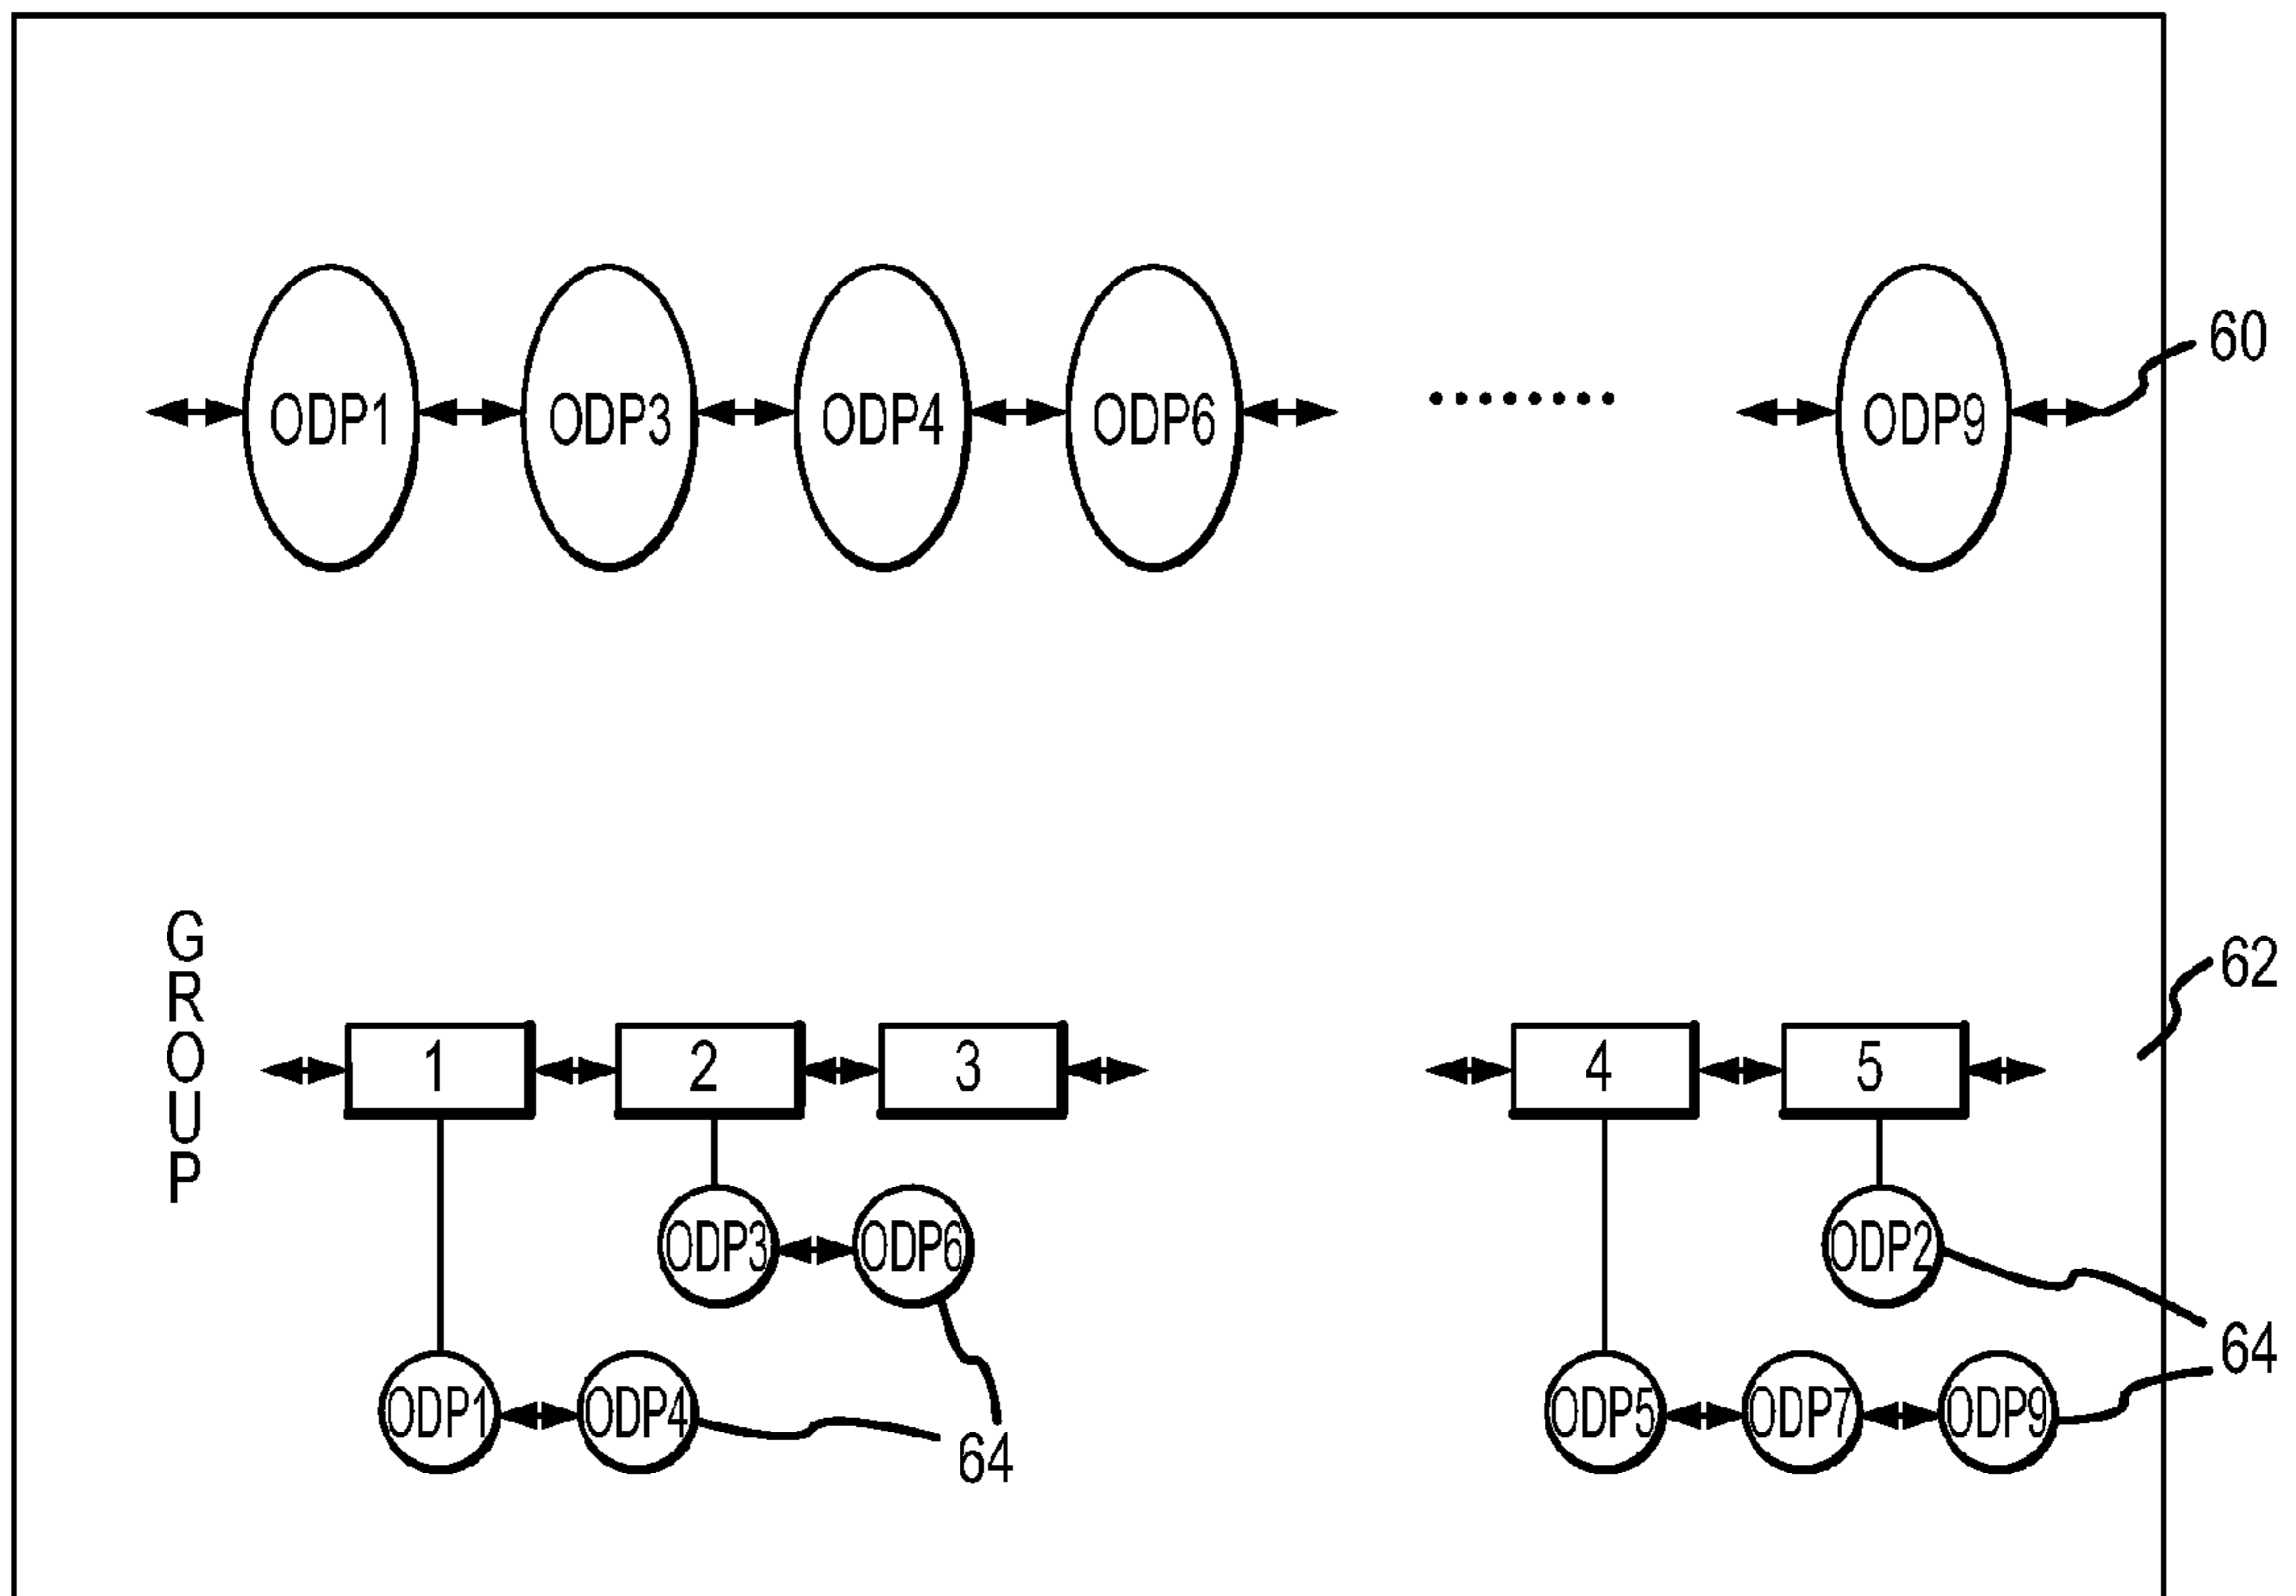 ODP1 ODP3 ODP4 ODP6 ........ ODP9
60
GROUP
62
1 2 3 4 5
ODP3 ODP6 ODP2
64
ODP1 ODP4 ODP5 ODP7 ODP9
64